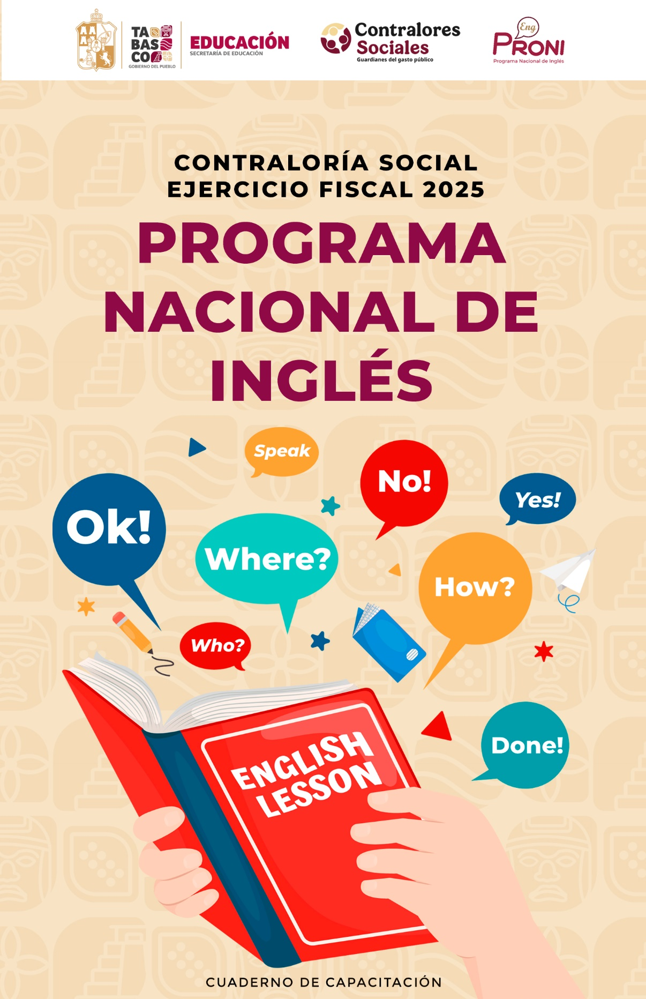 TA
BAS
CO
GOBIERNO DEL PUEBLO
EDUCACIÓN
SECRETARÍA DE EDUCACIÓN
Contralores
Sociales
Guardianes del gasto público
Eng
PRONI
Programa Nacional de Inglés
CONTRALORÍA SOCIAL
EJERCICIO FISCAL 2025
PROGRAMA
NACIONAL DE
INGLÉS
Speak
No!
Yes!
Ok!
Where?
How?
Who?
Done!
ENGLISH
LESSON
CUADERNO DE CAPACITACIÓN